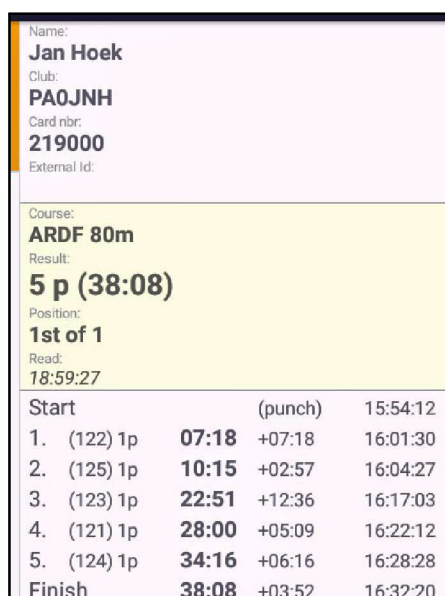 Name:
Jan Hoek
Club:
PA0JNH
Card nbr:
219000
External Id:
Course:
ARDF 80m
Result:
5 p (38:08)
Position:
1st of 1
Read:
18:59:27
Start (punch) 15:54:12
1. (122) 1p 07:18 +07:18 16:01:30
2. (125) 1p 10:15 +02:57 16:04:27
3. (123) 1p 22:51 +12:36 16:17:03
4. (121) 1p 28:00 +05:09 16:22:12
5. (124) 1p 34:16 +06:16 16:28:28
Finish 38:08 +03:52 16:32:20